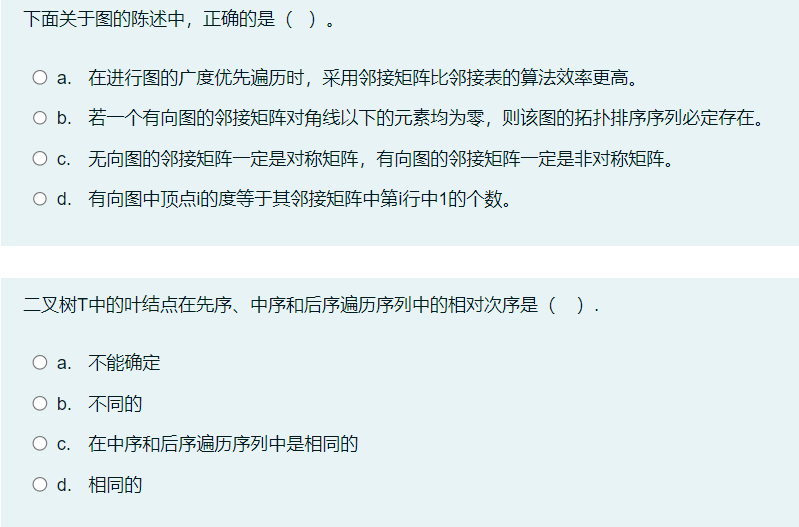 下面关于图的陈述中，正确的是（  ）。
a. 在进行图的广度优先遍历时，采用邻接矩阵比邻接表的算法效率更高。
b. 若一个有向图的邻接矩阵对角线以下的元素均为零，则该图的拓扑排序序列必定存在。
c. 无向图的邻接矩阵一定是对称矩阵，有向图的邻接矩阵一定是非对称矩阵。
d. 有向图中顶点i的度等于其邻接矩阵中第i行中1的个数。
二叉树T中的叶结点在先序、中序和后序遍历序列中的相对次序是（  ）.
a. 不能确定
b. 不同的
c. 在中序和后序遍历序列中是相同的
d. 相同的